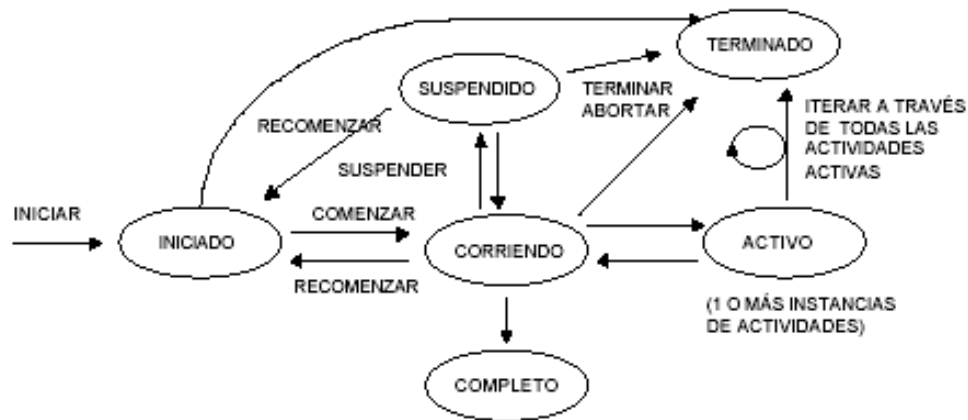 TERMINADO
SUSPENDIDO
TERMINAR
ABORTAR
ITERAR A TRAVÉS
DE TODAS LAS
ACTIVIDADES
ACTIVAS
RECOMENZAR
SUSPENDER
INICIAR
COMENZAR
INICIADO
CORRIENDO
ACTIVO
RECOMENZAR
(1 O MÁS INSTANCIAS
DE ACTIVIDADES)
COMPLETO